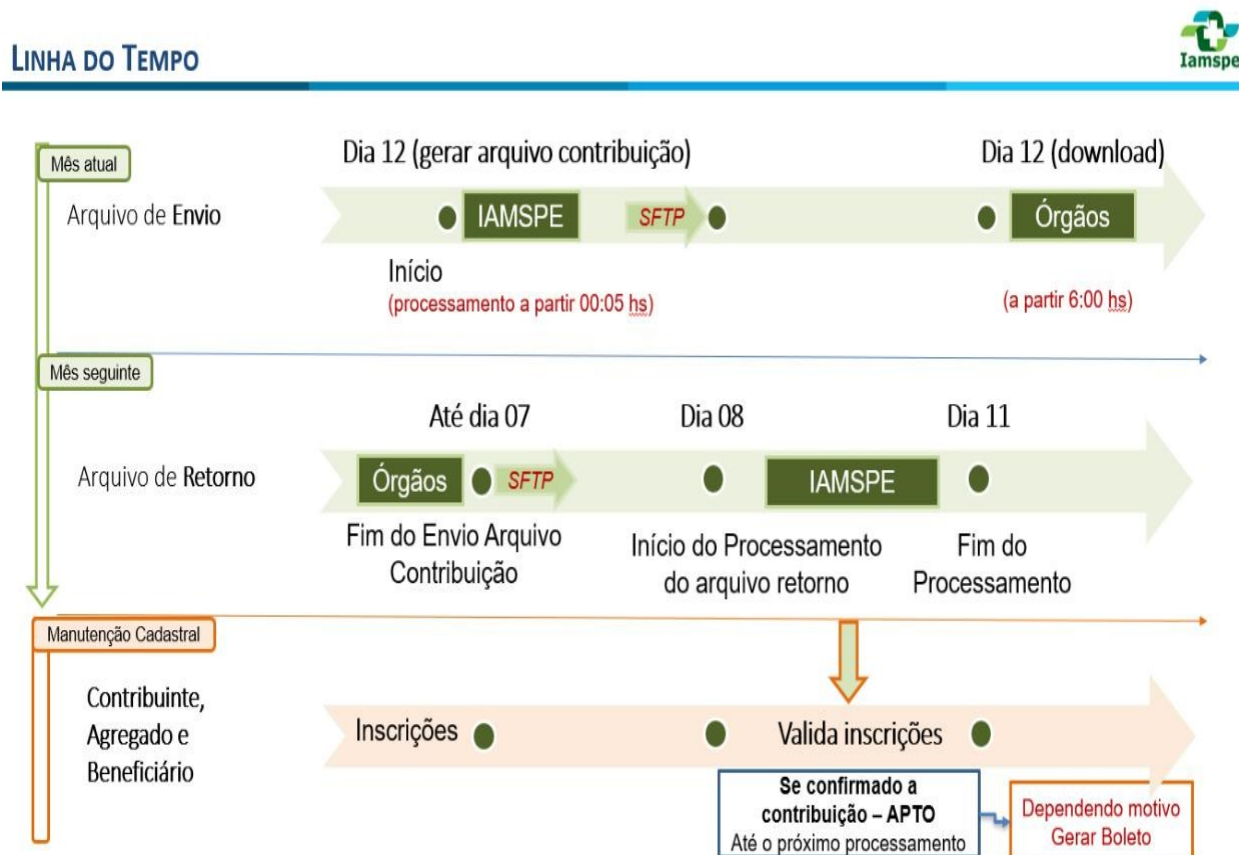 LINHA DO TEMPO
Iamspe
Mês atual
Dia 12 (gerar arquivo contribuição)
Dia 12 (download)
Arquivo de Envio
IAMSPE
SFTP
Órgãos
Início
(processamento a partir 00:05 hs)
(a partir 6:00 hs)
Mês seguinte
Até dia 07
Dia 08
Dia 11
Arquivo de Retorno
Órgãos
SFTP
IAMSPE
Fim do Envio Arquivo
Contribuição
Início do Processamento
do arquivo retorno
Fim do
Processamento
Manutenção Cadastral
Contribuinte,
Agregado e
Beneficiário
Inscrições
Valida inscrições
Se confirmado a
contribuição – APTO
Até o próximo processamento
Dependendo motivo
Gerar Boleto